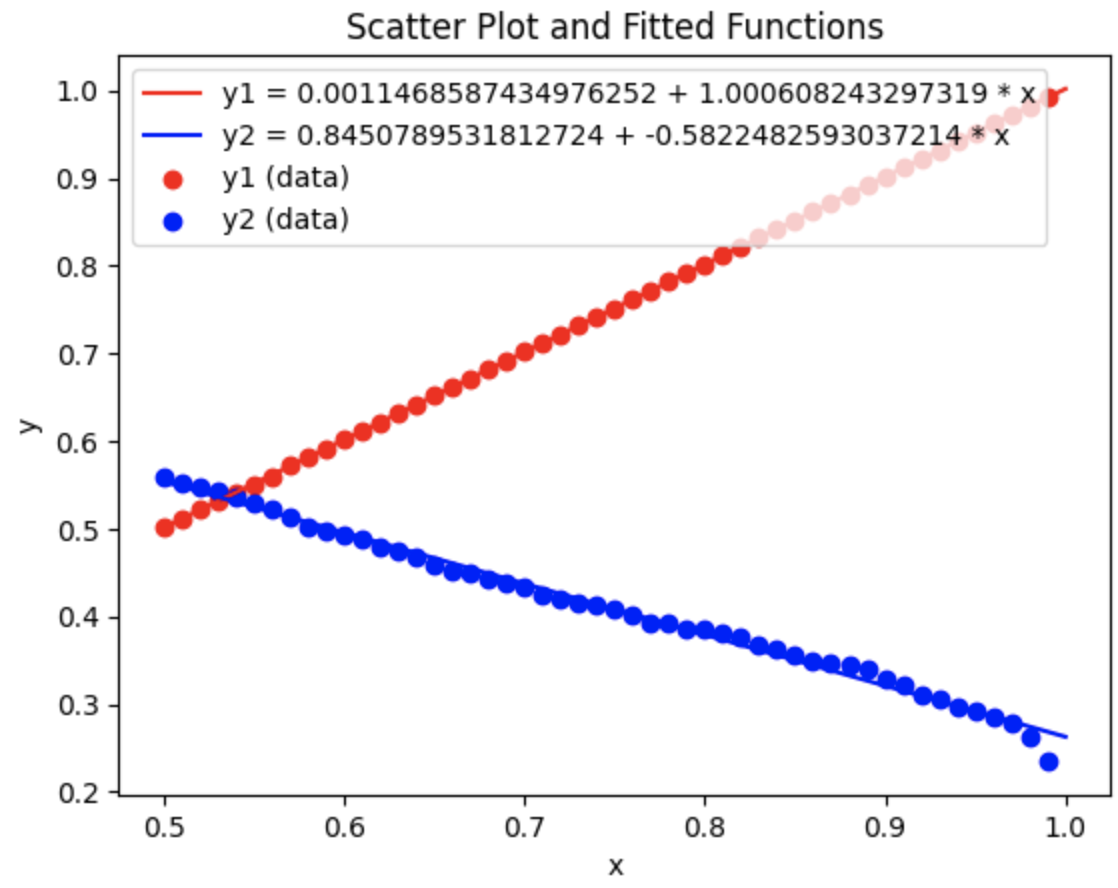 Scatter Plot and Fitted Functions
y1 = 0.0011468587434976252 + 1.000608243297319 * x
y2 = 0.8450789531812724 + -0.5822482593037214 * x
y1 (data)
y2 (data)
1.0
0.9
0.8
0.7
0.6
0.5
0.4
0.3
0.2
y
0.5 0.6 0.7 0.8 0.9 1.0
x